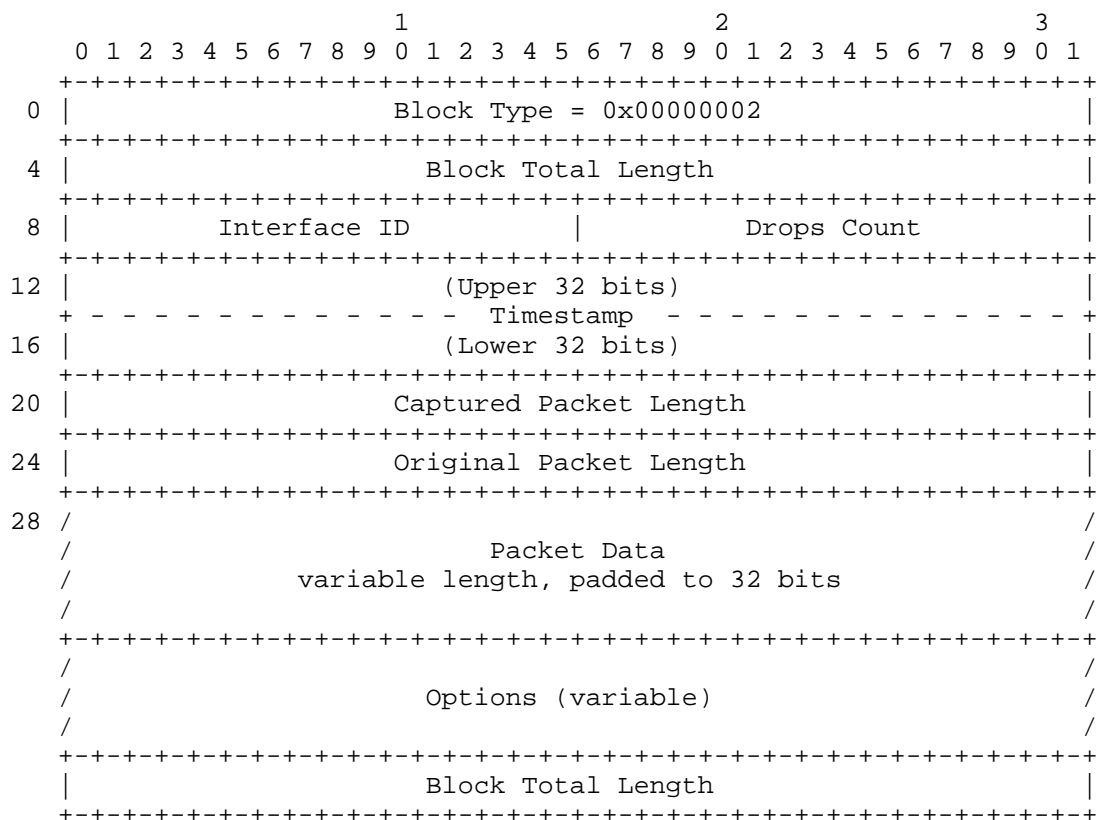 1                   2                   3
    0 1 2 3 4 5 6 7 8 9 0 1 2 3 4 5 6 7 8 9 0 1 2 3 4 5 6 7 8 9 0 1
   +-+-+-+-+-+-+-+-+-+-+-+-+-+-+-+-+-+-+-+-+-+-+-+-+-+-+-+-+-+-+-+-+
 0 |                    Block Type = 0x00000002                    |
   +-+-+-+-+-+-+-+-+-+-+-+-+-+-+-+-+-+-+-+-+-+-+-+-+-+-+-+-+-+-+-+-+
 4 |                      Block Total Length                       |
   +-+-+-+-+-+-+-+-+-+-+-+-+-+-+-+-+-+-+-+-+-+-+-+-+-+-+-+-+-+-+-+-+
 8 |         Interface ID          |          Drops Count          |
   +-+-+-+-+-+-+-+-+-+-+-+-+-+-+-+-+-+-+-+-+-+-+-+-+-+-+-+-+-+-+-+-+
12 |                       (Upper 32 bits)                         |
   + - - - - - - - - - - - -  Timestamp  - - - - - - - - - - - - - +
16 |                       (Lower 32 bits)                         |
   +-+-+-+-+-+-+-+-+-+-+-+-+-+-+-+-+-+-+-+-+-+-+-+-+-+-+-+-+-+-+-+-+
20 |                    Captured Packet Length                     |
   +-+-+-+-+-+-+-+-+-+-+-+-+-+-+-+-+-+-+-+-+-+-+-+-+-+-+-+-+-+-+-+-+
24 |                    Original Packet Length                     |
   +-+-+-+-+-+-+-+-+-+-+-+-+-+-+-+-+-+-+-+-+-+-+-+-+-+-+-+-+-+-+-+-+
28 /                                                               /
   /                          Packet Data                          /
   /              variable length, padded to 32 bits               /
   /                                                               /
   +-+-+-+-+-+-+-+-+-+-+-+-+-+-+-+-+-+-+-+-+-+-+-+-+-+-+-+-+-+-+-+-+
   /                                                               /
   /                      Options (variable)                       /
   /                                                               /
   +-+-+-+-+-+-+-+-+-+-+-+-+-+-+-+-+-+-+-+-+-+-+-+-+-+-+-+-+-+-+-+-+
   |                      Block Total Length                       |
   +-+-+-+-+-+-+-+-+-+-+-+-+-+-+-+-+-+-+-+-+-+-+-+-+-+-+-+-+-+-+-+-+